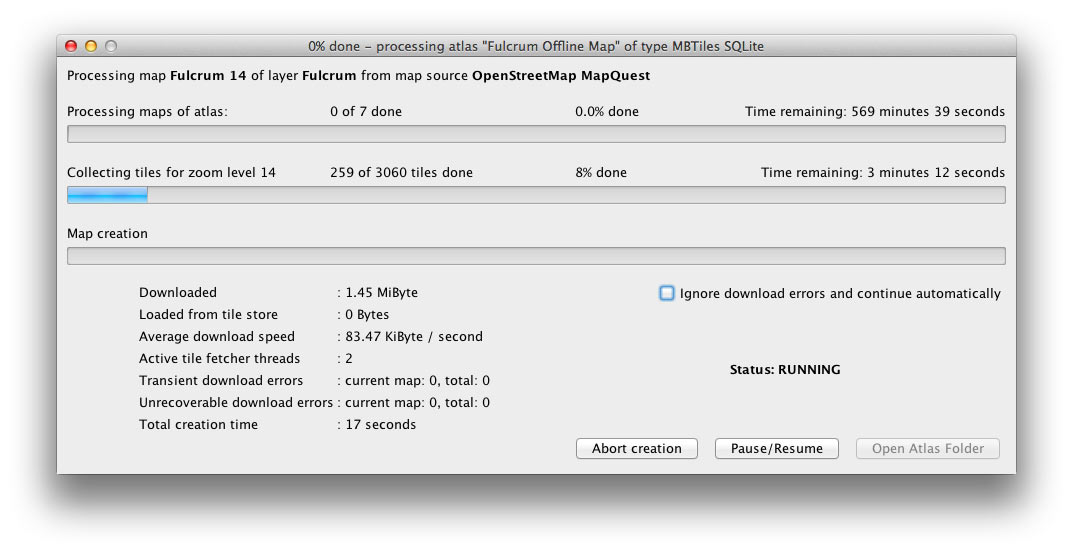 0% done – processing atlas "Fulcrum Offline Map" of type MBTiles SQLite
Processing map Fulcrum 14 of layer Fulcrum from map source OpenStreetMap MapQuest
Processing maps of atlas: 0 of 7 done 0.0% done Time remaining: 569 minutes 39 seconds
Collecting tiles for zoom level 14 259 of 3060 tiles done 8% done Time remaining: 3 minutes 12 seconds
Map creation
Downloaded : 1.45 MiByte Ignore download errors and continue automatically
Loaded from tile store : 0 Bytes
Average download speed : 83.47 KiByte / second
Active tile fetcher threads : 2
Status: RUNNING
Transient download errors : current map: 0, total: 0
Unrecoverable download errors : current map: 0, total: 0
Total creation time : 17 seconds
Abort creation Pause/Resume Open Atlas Folder